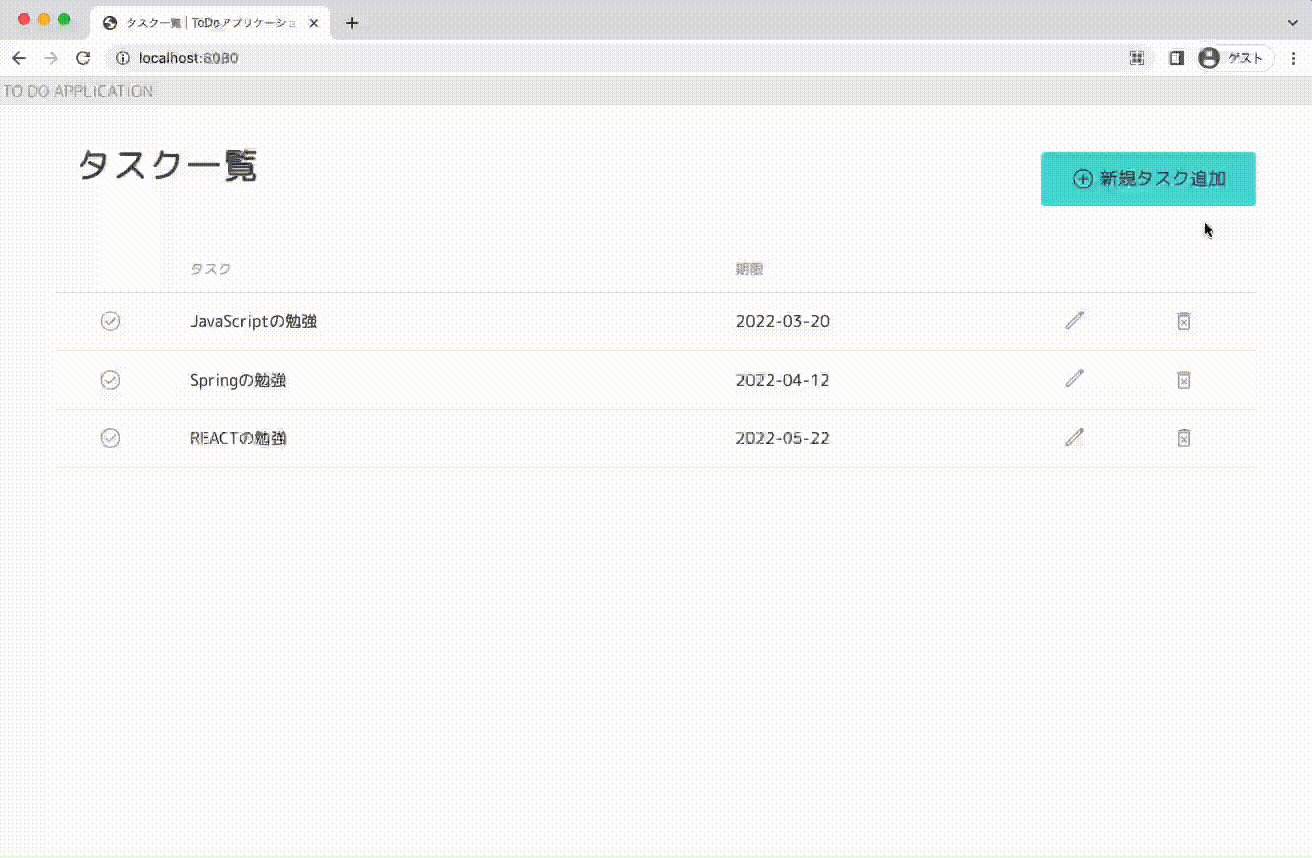 タスク一覧 | ToDoアプリケーショ
localhost:8080
ゲスト
TO DO APPLICATION
タスク一覧
新規タスク追加
タスク 期限
JavaScriptの勉強 2022-03-20
Springの勉強 2022-04-12
REACTの勉強 2022-05-22